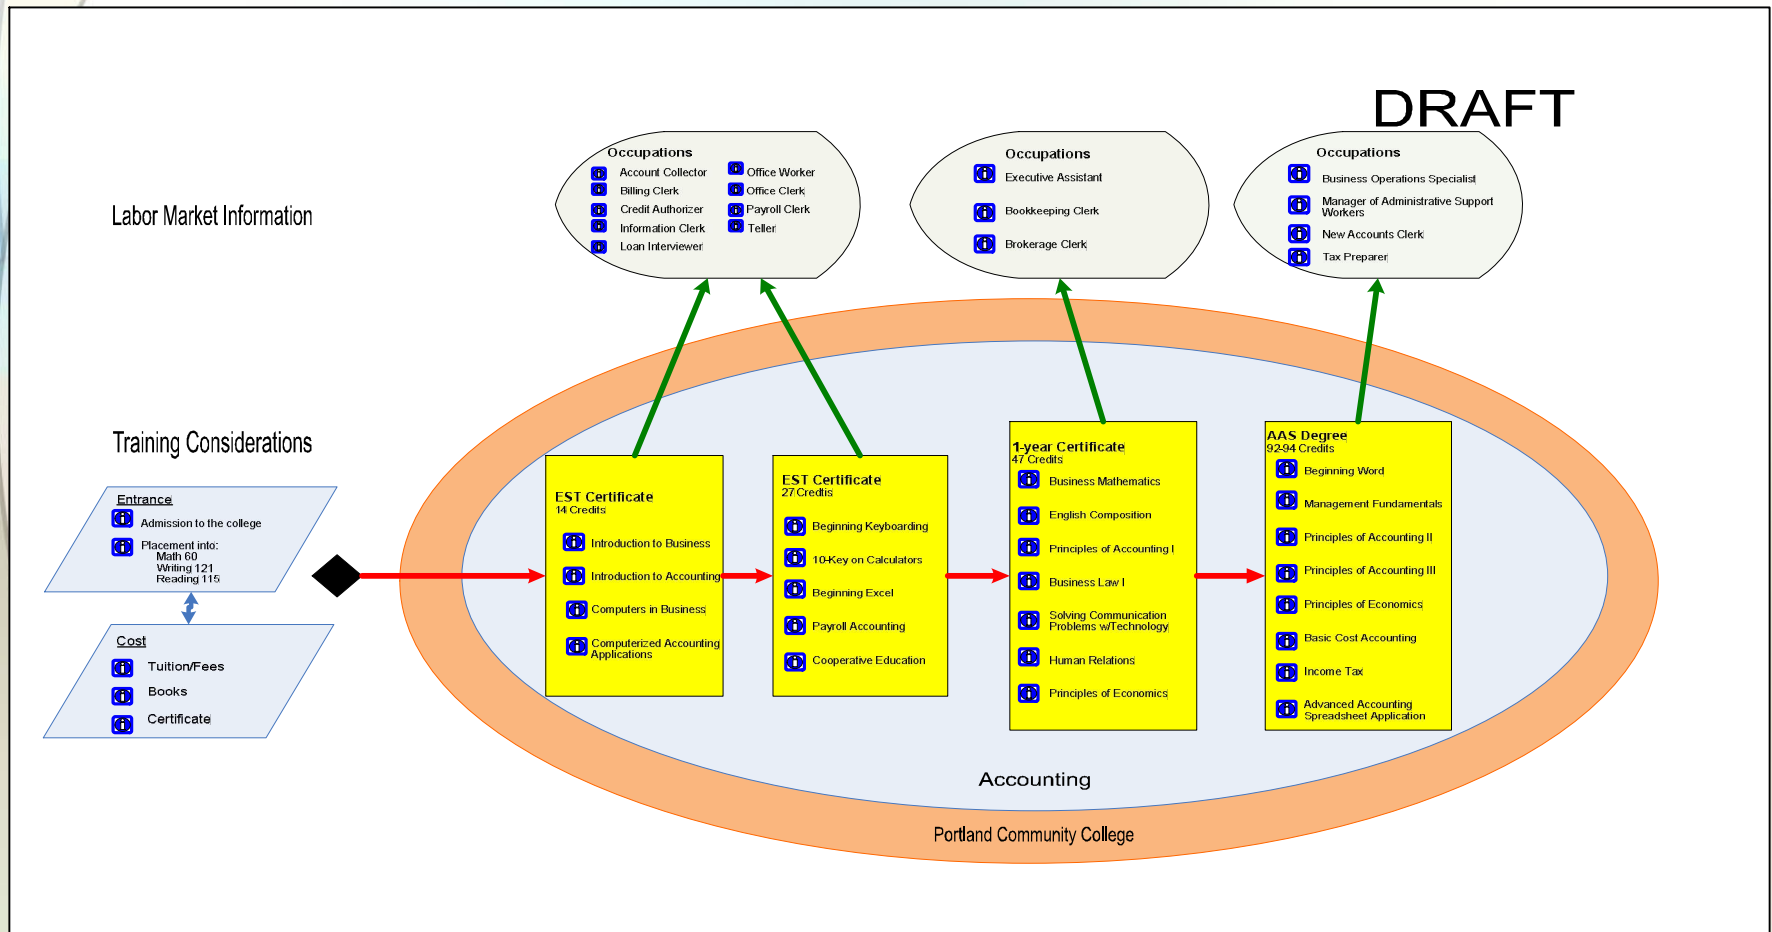 DRAFT
Labor Market Information
Occupations
Account Collector
Billing Clerk
Credit Authorizer
Information Clerk
Loan Interviewer
Office Worker
Office Clerk
Payroll Clerk
Teller
Occupations
Executive Assistant
Bookkeeping Clerk
Brokerage Clerk
Occupations
Business Operations Specialist
Manager of Administrative Support
Workers
New Accounts Clerk
Tax Preparer
Training Considerations
Entrance
Admission to the college
Placement into:
Math 60
Writing 121
Reading 115
Cost
Tuition/Fees
Books
Certificate
EST Certificate
14 Credits
Introduction to Business
Introduction to Accounting
Computers in Business
Computerized Accounting
Applications
EST Certificate
27 Credtis
Beginning Keyboarding
10-Key on Calculators
Beginning Excel
Payroll Accounting
Cooperative Education
1-year Certificate
47 Credits
Business Mathematics
English Composition
Principles of Accounting I
Business Law I
Solving Communication
Problems w/Technology
Human Relations
Principles of Economics
AAS Degree
92-94 Credits
Beginning Word
Management Fundamentals
Principles of Accounting II
Principles of Accounting III
Principles of Economics
Basic Cost Accounting
Income Tax
Advanced Accounting
Spreadsheet Application
Accounting
Portland Community College